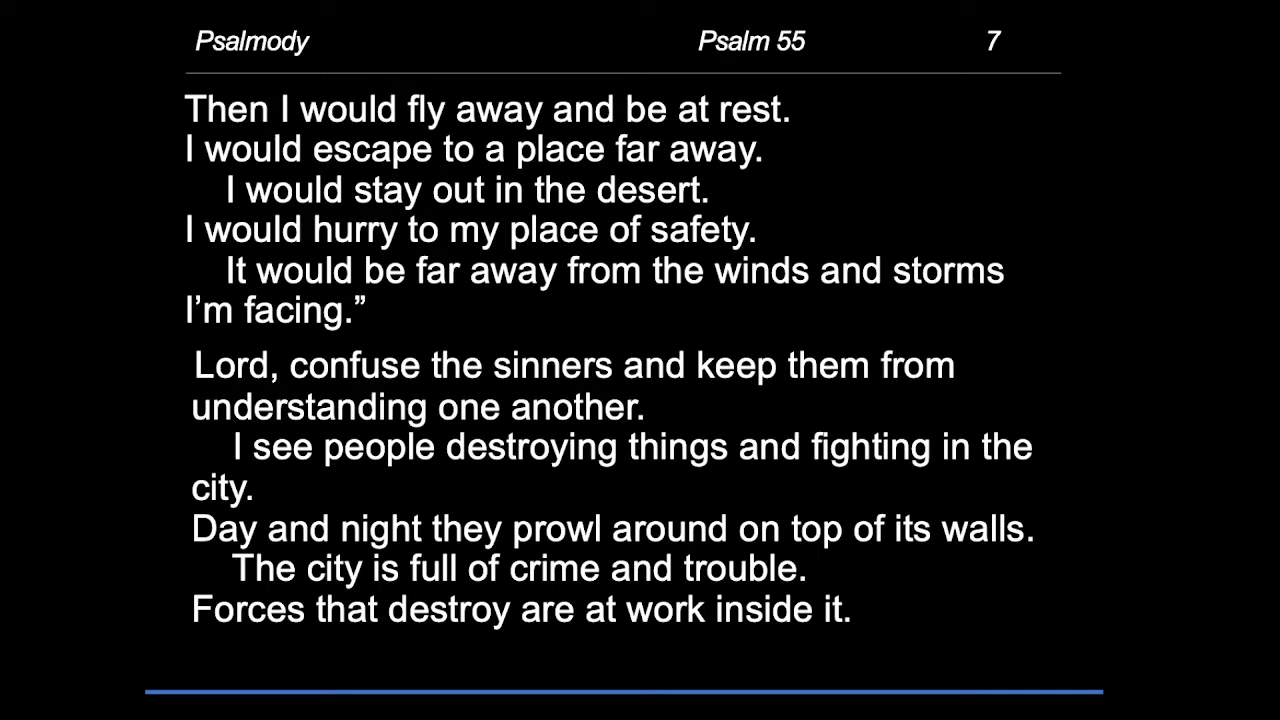 Psalmody Psalm 55 7
Then I would fly away and be at rest.
I would escape to a place far away.
I would stay out in the desert.
I would hurry to my place of safety.
It would be far away from the winds and storms
I’m facing.”
Lord, confuse the sinners and keep them from
understanding one another.
I see people destroying things and fighting in the
city.
Day and night they prowl around on top of its walls.
The city is full of crime and trouble.
Forces that destroy are at work inside it.